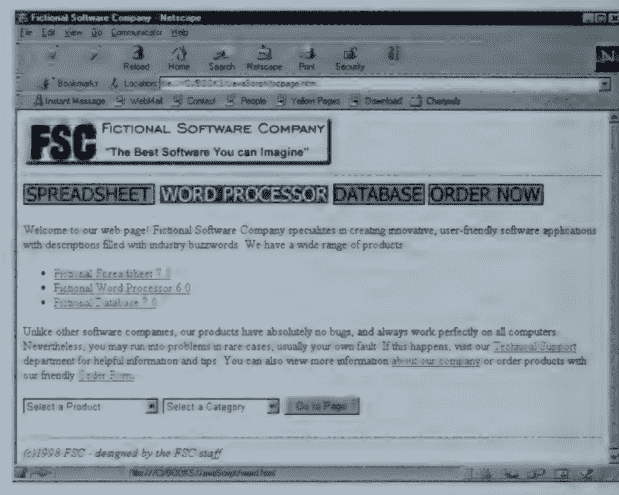 Fictional Software Company - Netscape
File Edit View Go Communicator Help
Reload Home Search Netscape Print Security
Bookmarks Location:
Instant Message WebMail Contact People Yellow Pages Download Channels
FSC FICTIONAL SOFTWARE COMPANY
"The Best Software You can Imagine"
SPREADSHEET WORD PROCESSOR DATABASE ORDER NOW
Welcome to our web page! Fictional Software Company specializes in creating innovative, user-friendly software applications
with descriptions filled with industry buzzwords. We have a wide range of products:
Fictional Spreadsheet
Fictional Word Processor 6.0
Fictional Database
Unlike other software companies, our products have absolutely no bugs, and always work perfectly on all computers.
Nevertheless, you may run into problems in rare cases, usually your own fault. If this happens, visit our Technical Support
department for helpful information and tips. You can also view more information about our company or order products with
our friendly Order Form.
Select a Product Select a Category Go to Page
(c)1998 FSC - designed by the FSC staff